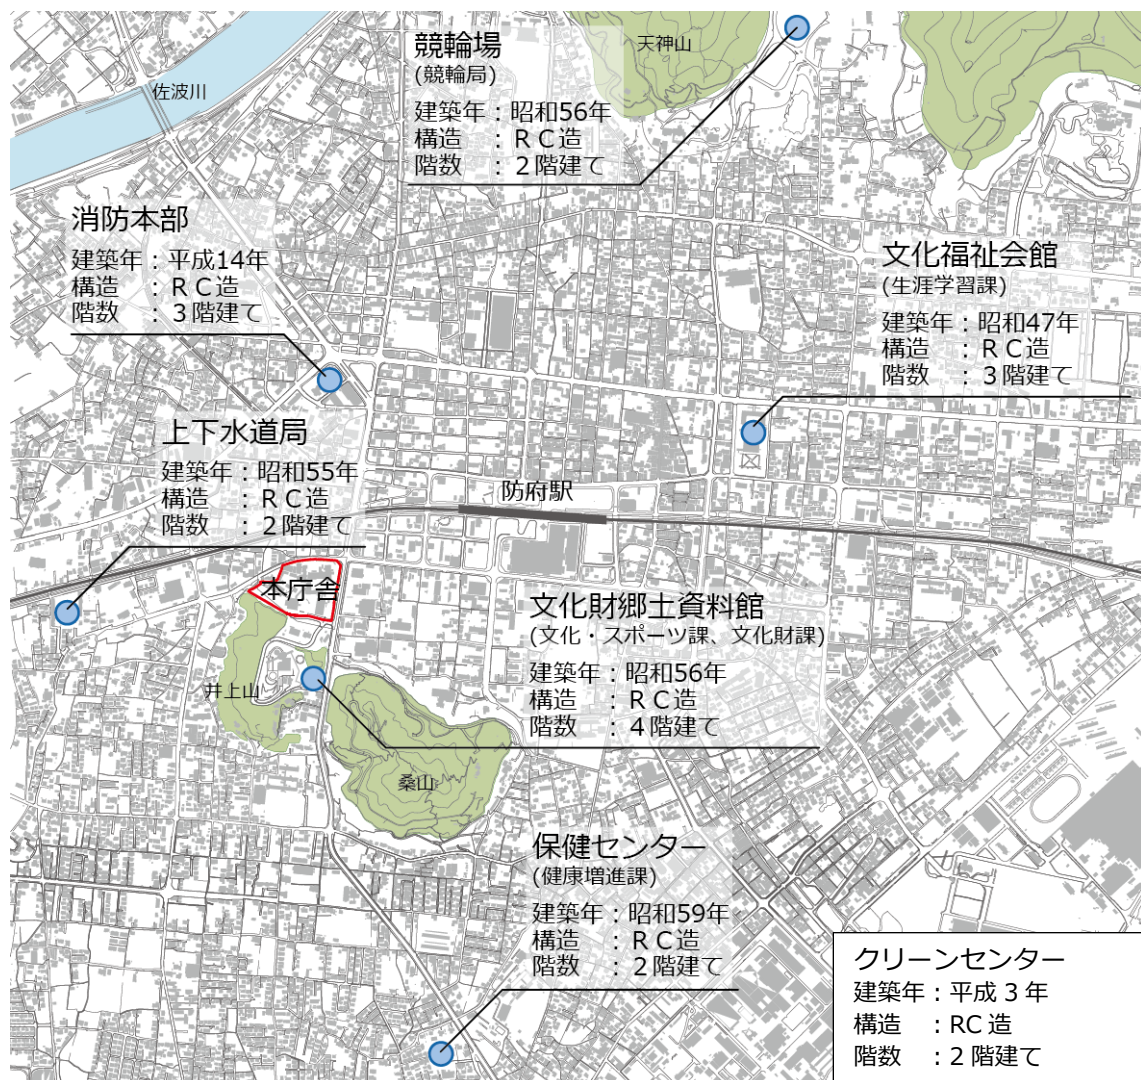 競輪場
(競輪局)
建築年：昭和56年
構造　：ＲＣ造
階数　：２階建て
天神山
佐波川
消防本部
建築年：平成14年
構造　：ＲＣ造
階数　：３階建て
文化福祉会館
(生涯学習課)
建築年：昭和47年
構造　：ＲＣ造
階数　：３階建て
上下水道局
建築年：昭和55年
構造　：ＲＣ造
階数　：２階建て
防府駅
本庁舎
文化財郷土資料館
(文化・スポーツ課、文化財課)
建築年：昭和56年
構造　：ＲＣ造
階数　：４階建て
井上山
桑山
保健センター
(健康増進課)
建築年：昭和59年
構造　：ＲＣ造
階数　：２階建て
クリーンセンター
建築年：平成 3 年
構造　：RC 造
階数　：2 階建て